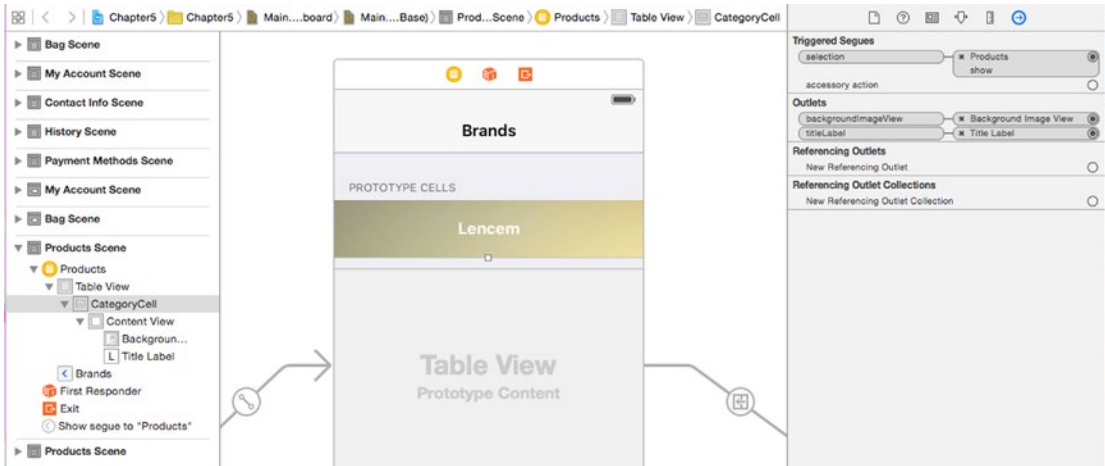 Chapter5 Chapter5 Main....board) Main....Base) Prod...Scene Products Table View CategoryCell
Bag Scene
My Account Scene
Contact Info Scene
History Scene
Payment Methods Scene
My Account Scene
Bag Scene
Products Scene
Products
Table View
CategoryCell
Content View
Backgroun...
L Title Label
Brands
First Responder
Exit
Show segue to "Products"
Products Scene
Brands
PROTOTYPE CELLS
Lencem
Table View
Prototype Content
Triggered Segues
selection Products
show
accessory action
Outlets
backgroundImageView Background Image View
titleLabel Title Label
Referencing Outlets
New Referencing Outlet
Referencing Outlet Collections
New Referencing Outlet Collection